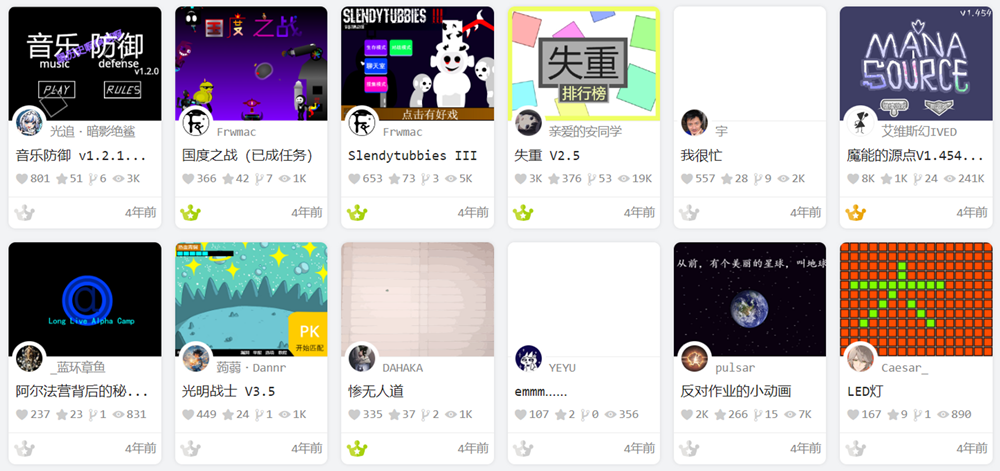 音乐 防御
music defense
v1.2.0
PLAY
RULES
光追·暗影绝鲨
音乐防御 v1.2.1...
801 51 6 3K
4年前
国度之战
Frwmac
国度之战（已成任务）
366 42 7 1K
4年前
SLENDYTUBBIES III
生存模式
聊天室
点击有好戏
Frwmac
Slendytubbies III
653 73 3 5K
4年前
失重
排行榜
亲爱的安同学
失重 V2.5
3K 376 53 19K
4年前
宇
我很忙
557 28 9 2K
4年前
v1.454
MANA SOURCE
艾维斯幻IVED
魔能的源点V1.454...
8K 1K 24 241K
4年前
Long Live Alpha Camp
_蓝环章鱼
阿尔法营背后的秘...
237 23 1 831
4年前
PK
开始匹配
蒟蒻·Dannr
光明战士 V3.5
449 24 1 1K
4年前
DAHAKA
惨无人道
335 37 2 1K
4年前
YEYU
emmm……
107 2 0 356
4年前
从前，有个美丽的星球，叫地球
pulsar
反对作业的小动画
2K 266 15 7K
4年前
木
Caesar_
LED灯
167 9 1 890
4年前